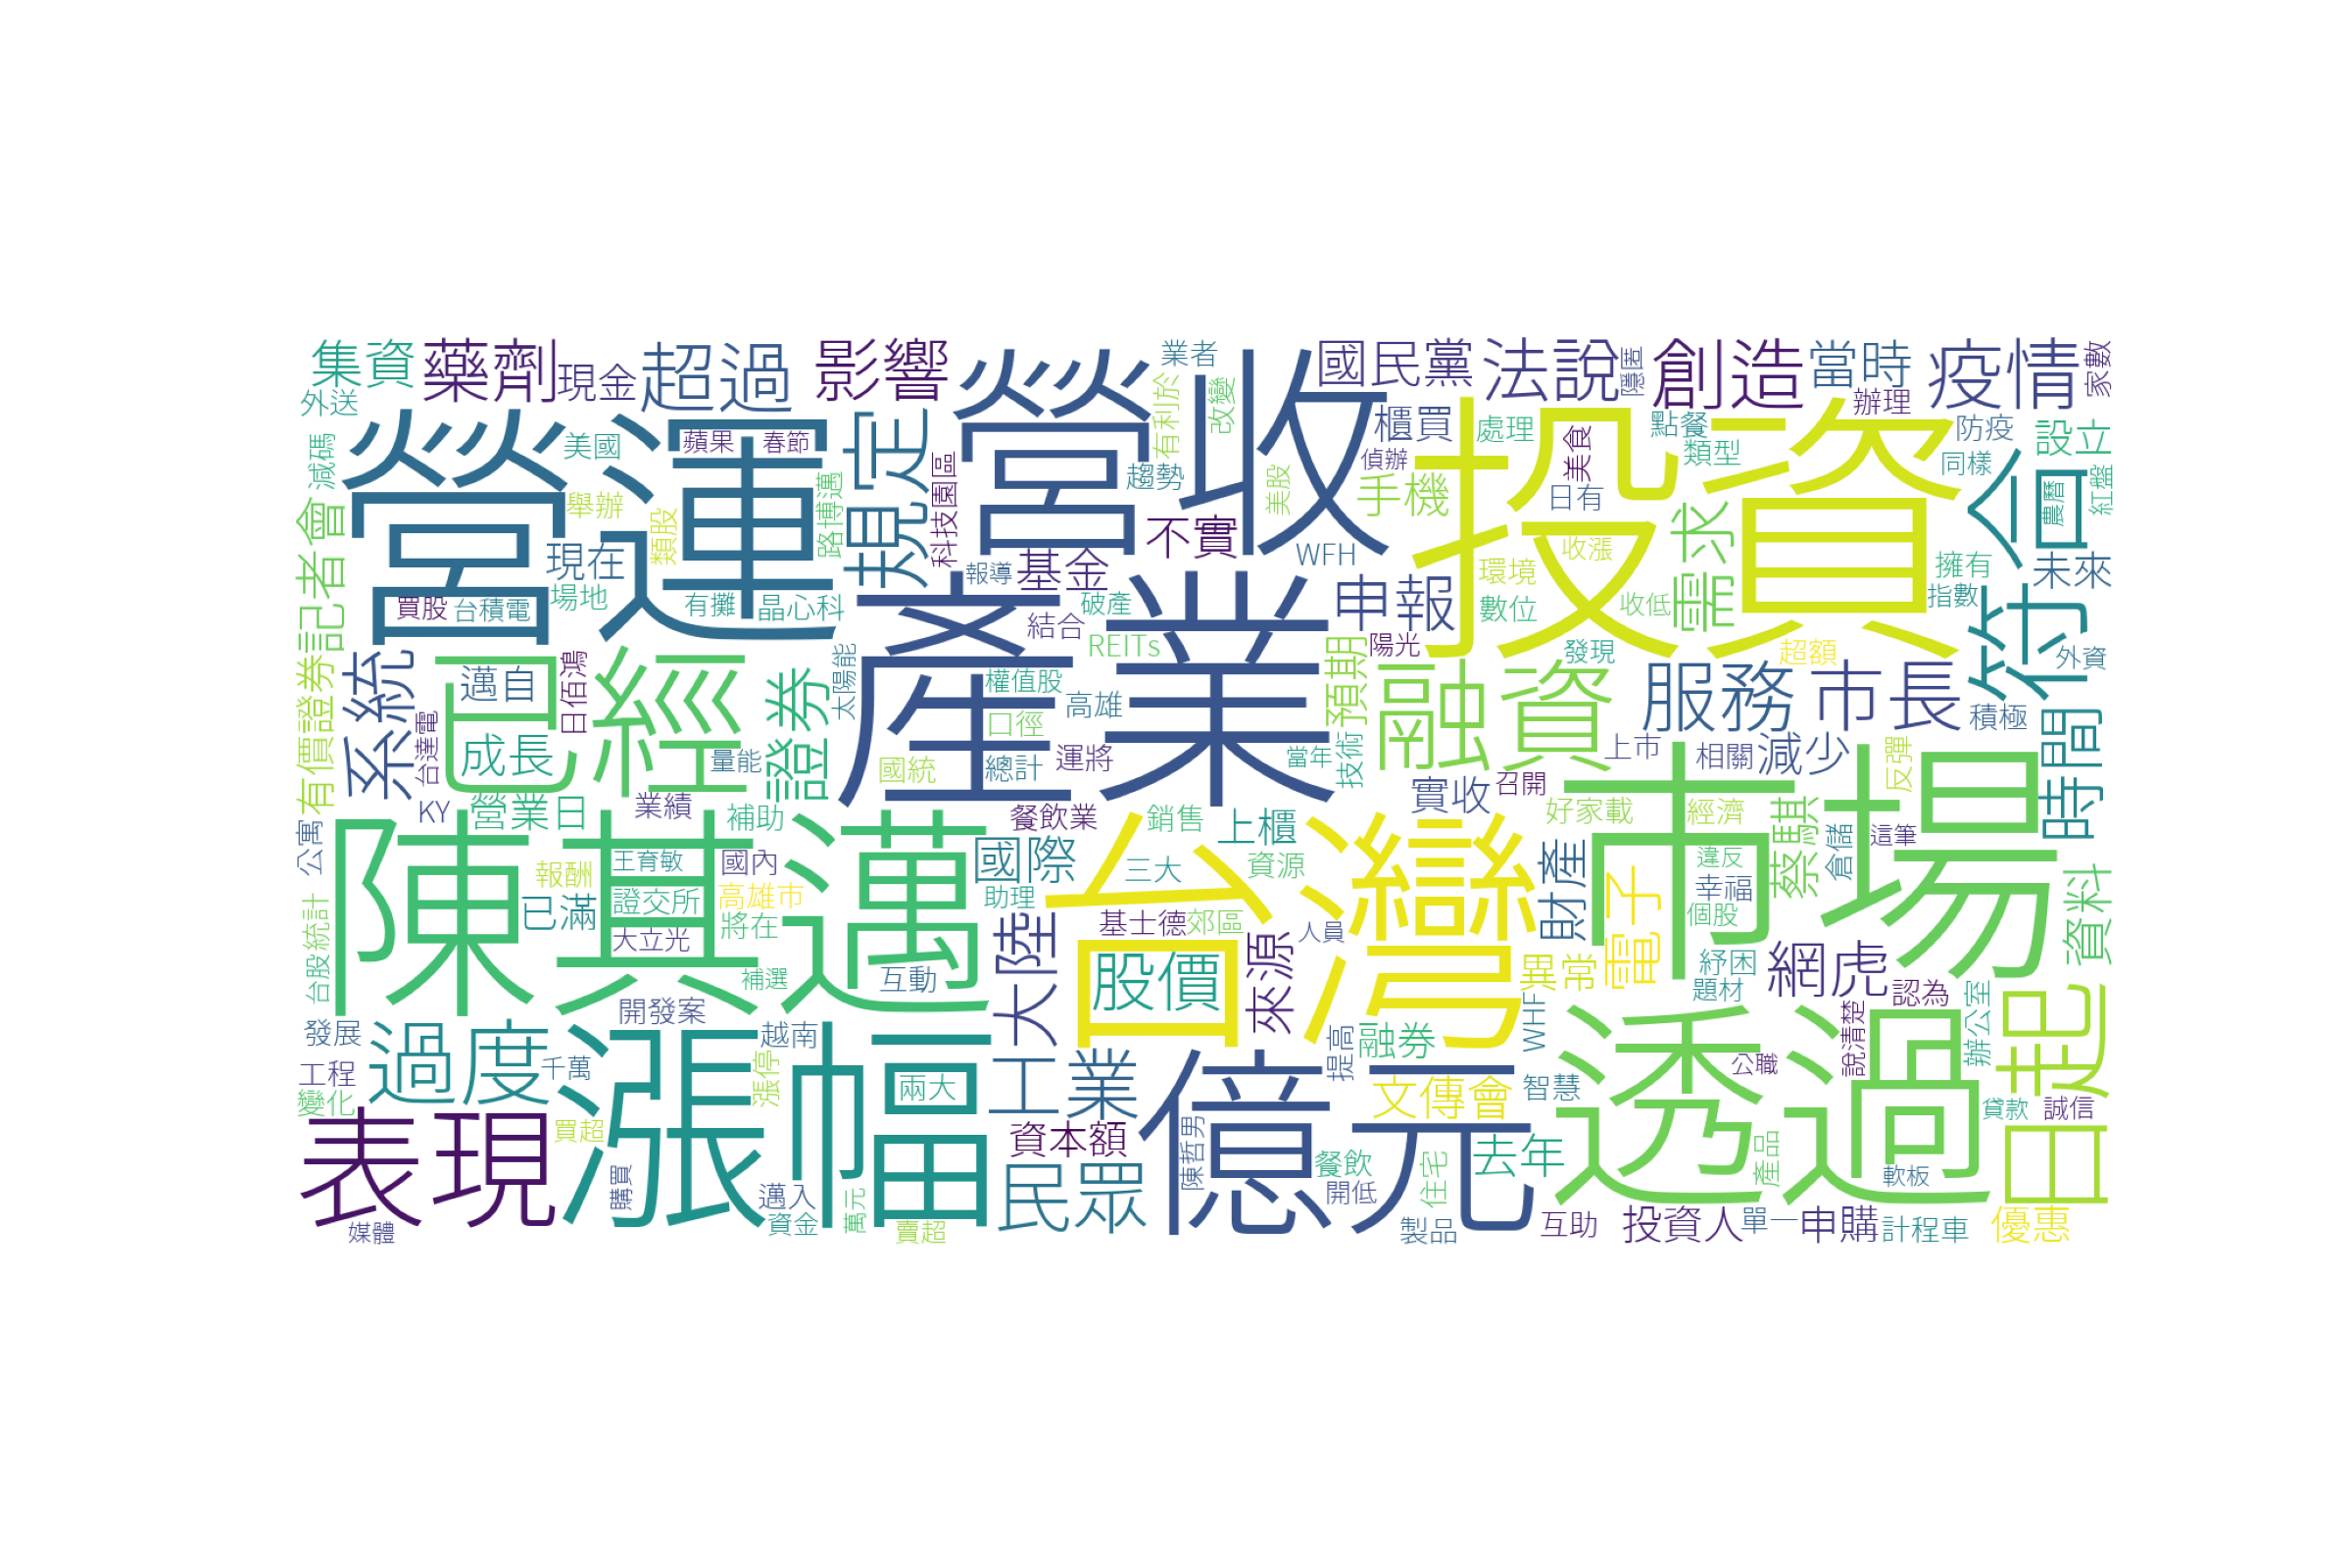 集資
藥劑
現金
超過
影響
業者
國民黨
法說
隱匿
創造
當時
辦理
疫情
家數
外送
減碼
美國
蘋果
春節
規定
營收
有利於
改變
櫃買
處理
點餐
類型
防疫
設立
營運
舉辦
類股
路博邁
科技園區
趨勢
美股
偵辦
手機
美食
日有
投資
同樣
符合
農曆
紅盤
記者會
現在
場地
買股
台積電
有攤
晶心科
報導
基金
不實
WFH
環境
收漲
需求
擁有
未來
結合
破產
申報
數位
收低
指數
有價證券
系統
邁自
日佰鴻
已經
證券
太陽能
產業
REITs
陽光
預期
發現
超額
外資
台達電
成長
量能
權值股
口徑
高雄
融資
服務
市長
積極
時間
國統
總計
運將
當年
技術
上市
相關
減少
反彈
KY
營業日
業績
補助
餐飲業
銷售
上櫃
實收
召開
好家載
經濟
蔡騏
倉儲
這筆
市場
公寓
陳其邁
報酬
王育敏
國內
國際
台灣
三大
資源
財產
電子
違反
幸福
個股
資料
證交所
高雄市
助理
已滿
將在
基士德
郊區
人員
大立光
大陸
股價
來源
異常
紓困
網虎
台股統計
補選
互動
題材
認為
辦公室
發展
過度
開發案
越南
WHF
提高
融券
說清楚
一起
工程
千萬
漲停
兩大
工業
億元
文傳會
智慧
公職
透過
變化
貸款
誠信
表現
漲幅
買超
資本額
陳哲男
餐飲
去年
產品
軟板
購買
邁入
民眾
開低
住宅
媒體
資金
萬元
賣超
製品
互助
投資人
單一
申購
計程車
優惠